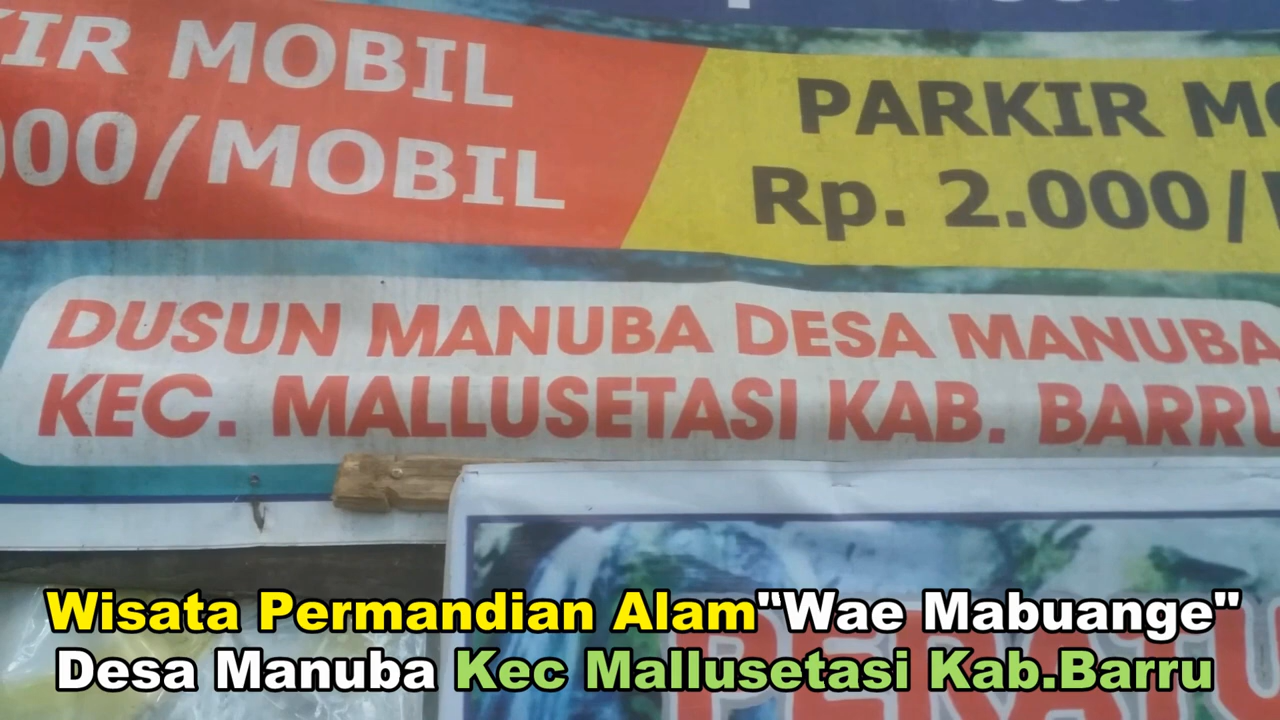 KIR MOBIL
000/MOBIL
PARKIR MO
Rp. 2.000/
DUSUN MANUBA DESA MANUBA
KEC. MALLUSETASI KAB. BARRU
PERATU
Wisata Permandian Alam"Wae Mabuange"
Desa Manuba Kec Mallusetasi Kab.Barru